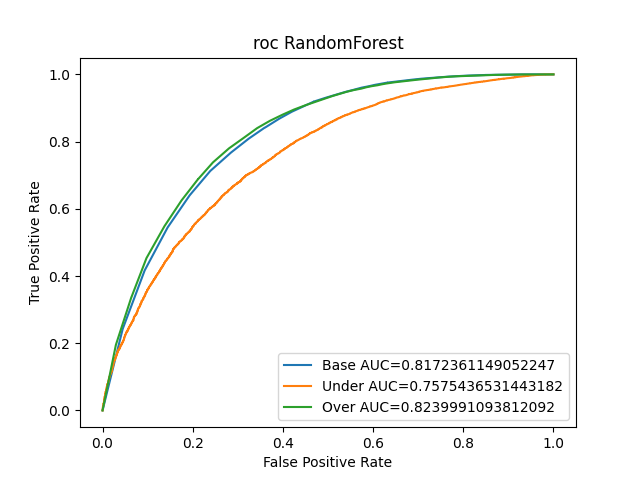 roc RandomForest
True Positive Rate
1.0
0.8
0.6
0.4
0.2
0.0
Base AUC=0.8172361149052247
Under AUC=0.7575436531443182
Over AUC=0.8239991093812092
0.0 0.2 0.4 0.6 0.8 1.0
False Positive Rate